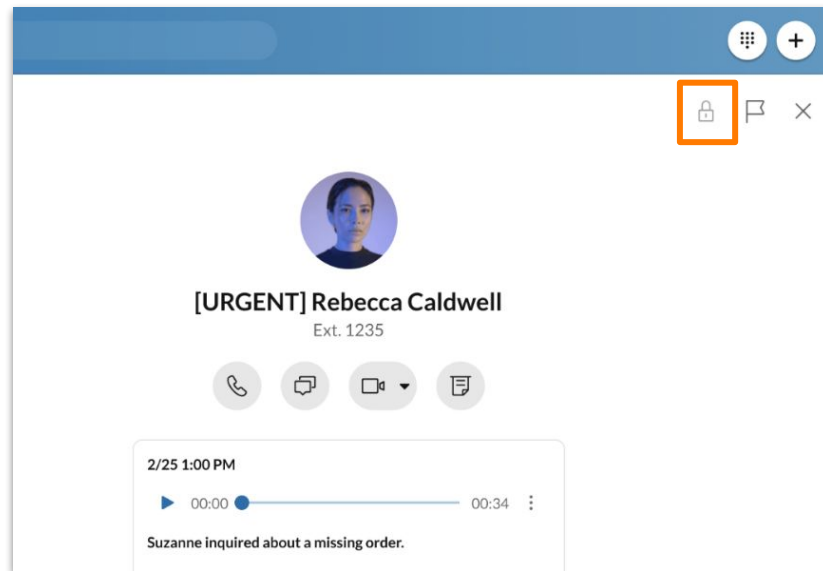 [URGENT] Rebecca Caldwell
Ext. 1235
2/25 1:00 PM
00:00 00:34
Suzanne inquired about a missing order.